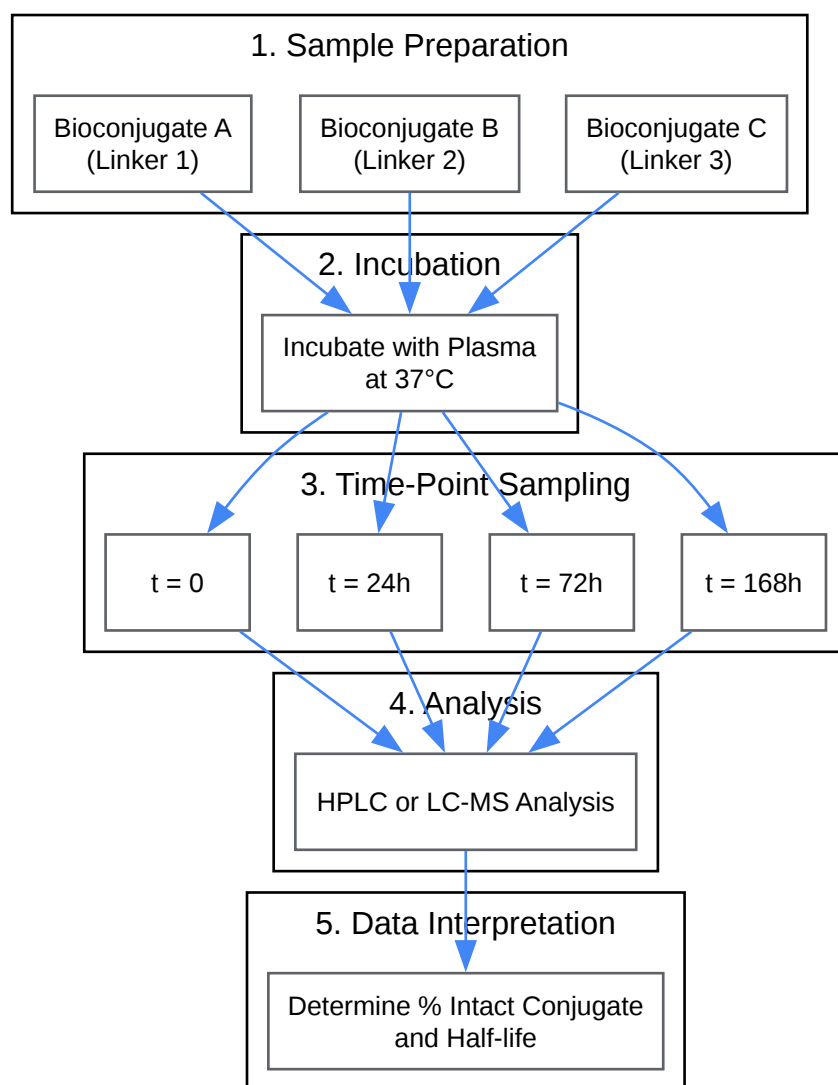 1. Sample Preparation
Bioconjugate A
(Linker 1)
Bioconjugate B
(Linker 2)
Bioconjugate C
(Linker 3)
2. Incubation
Incubate with Plasma
at 37°C
3. Time-Point Sampling
t = 0
t = 24h
t = 72h
t = 168h
4. Analysis
HPLC or LC-MS Analysis
5. Data Interpretation
Determine % Intact Conjugate
and Half-life